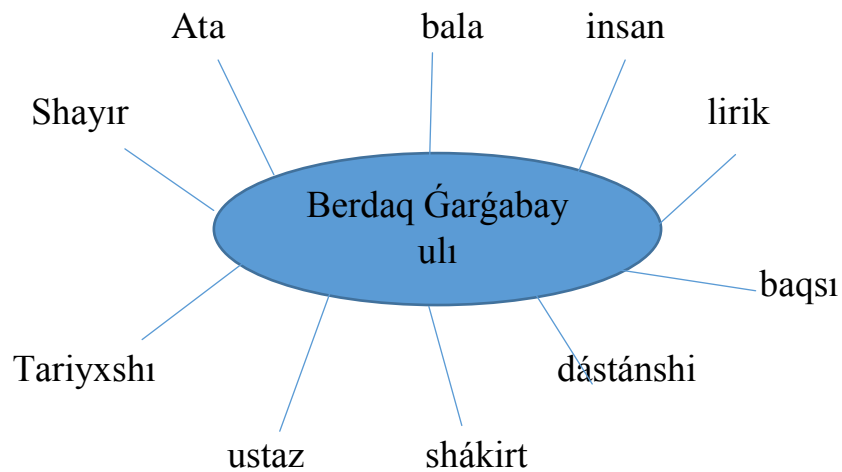 Ata
bala
insan
Shayır
lirik
Berdaq Ǵarǵabay
ulı
baqsı
Tariyxshı
dástánshi
ustaz
shákirt